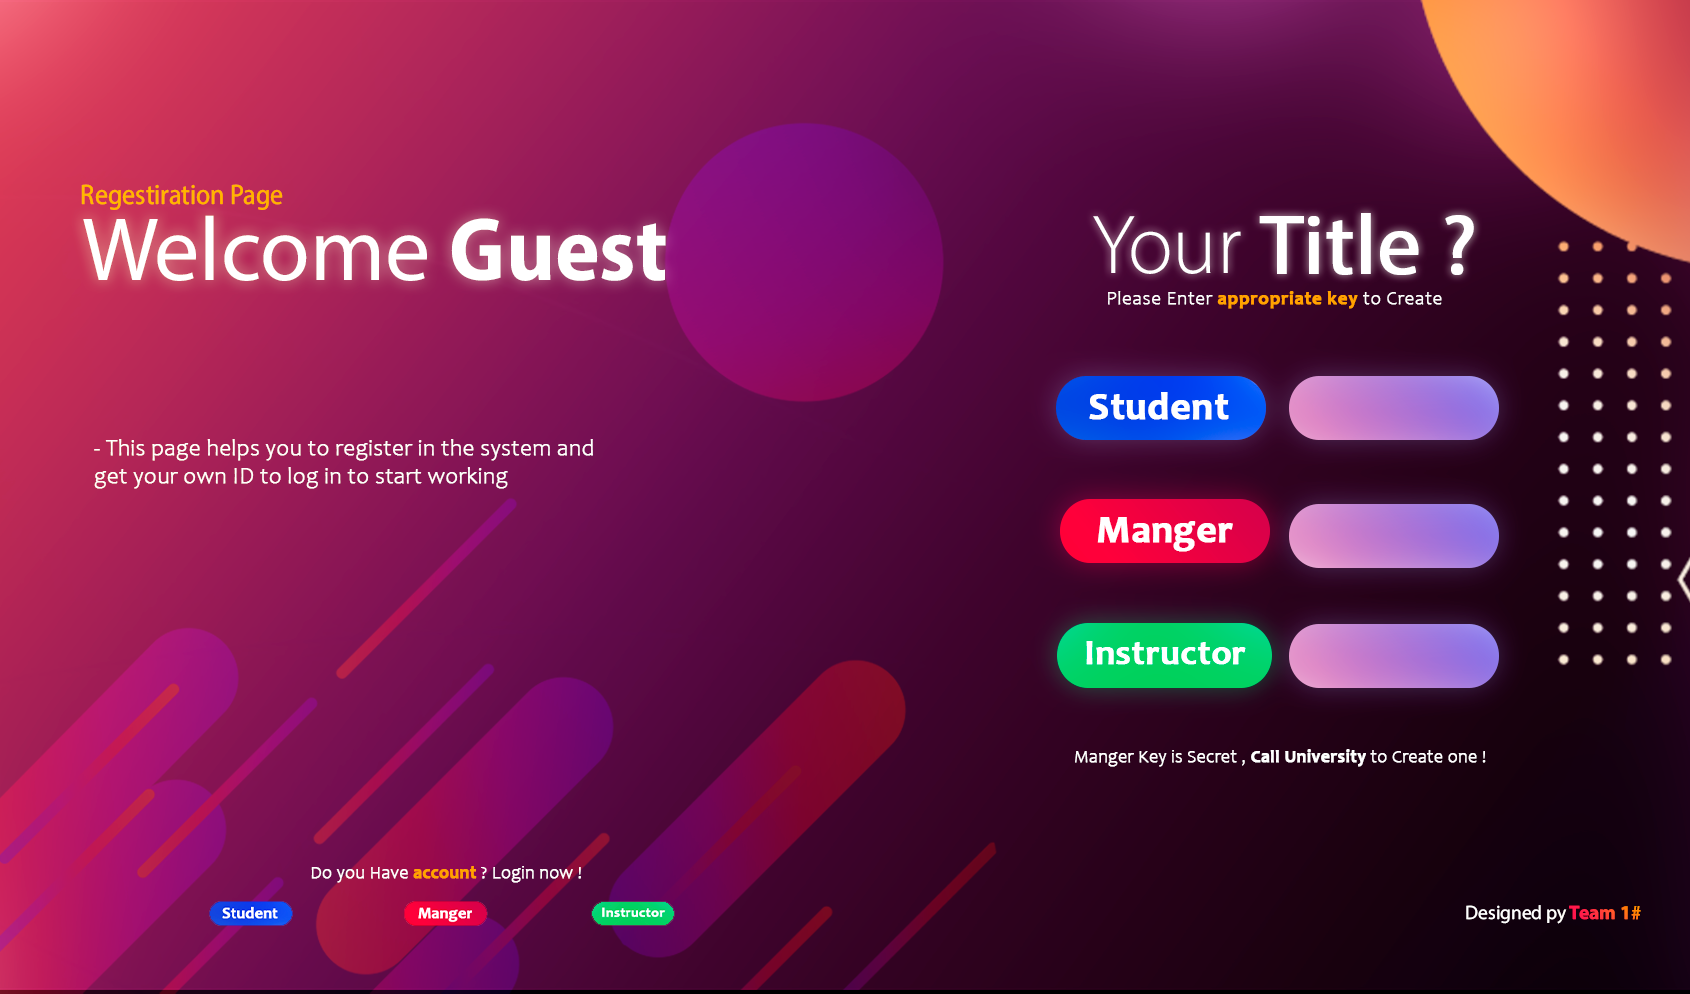 Regestiration Page
Welcome Guest
- This page helps you to register in the system and
get your own ID to log in to start working
Do you Have account ? Login now !
Student
Manger
Instructor
Your Title ?
Please Enter appropriate key to Create
Student
Manger
Instructor
Manger Key is Secret , Call University to Create one !
Designed py Team 1#